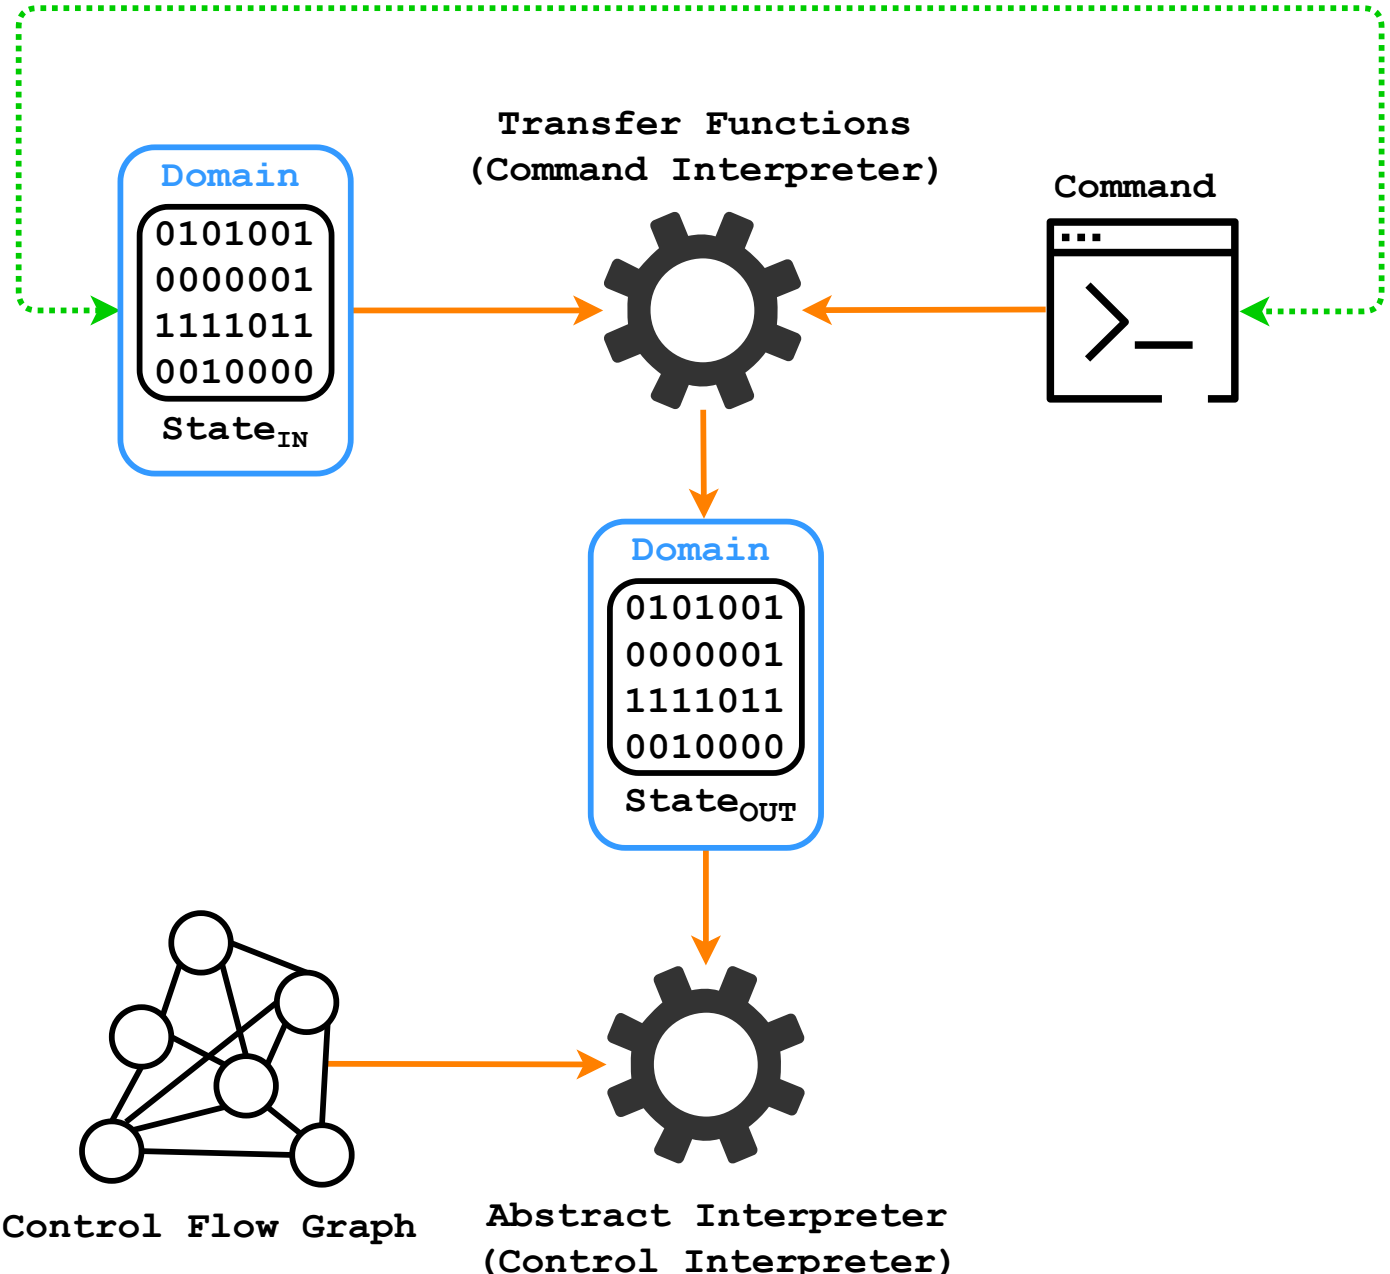 Transfer Functions
(Command Interpreter)
Domain
0101001
0000001
1111011
0010000
StateIN
Command
>_
Domain
0101001
0000001
1111011
0010000
StateOUT
Control Flow Graph
Abstract Interpreter
(Control Interpreter)